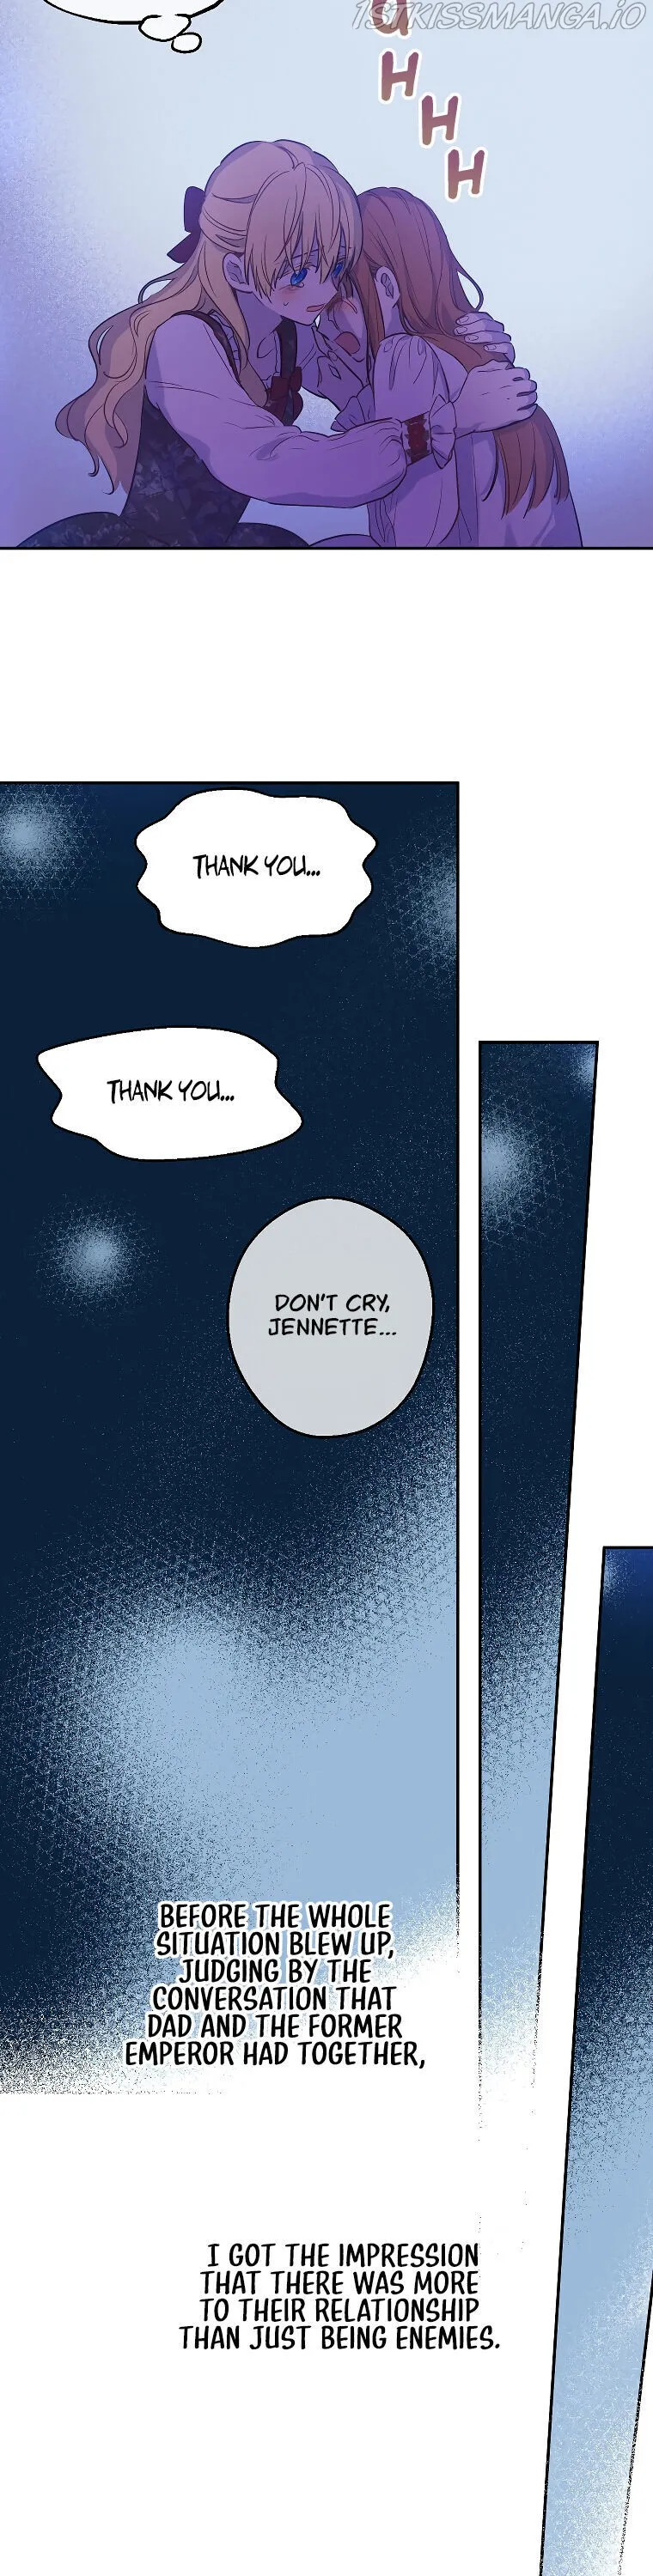 1STKISSMANGA.IO
U
H
H
H
THANK YOU...
THANK YOU...
DON'T CRY,
JENNETTE...
BEFORE THE WHOLE
SITUATION BLEW UP,
JUDGING BY THE
CONVERSATION THAT
DAD AND THE FORMER
EMPEROR HAD TOGETHER,
I GOT THE IMPRESSION
THAT THERE WAS MORE
TO THEIR RELATIONSHIP
THAN JUST BEING ENEMIES.